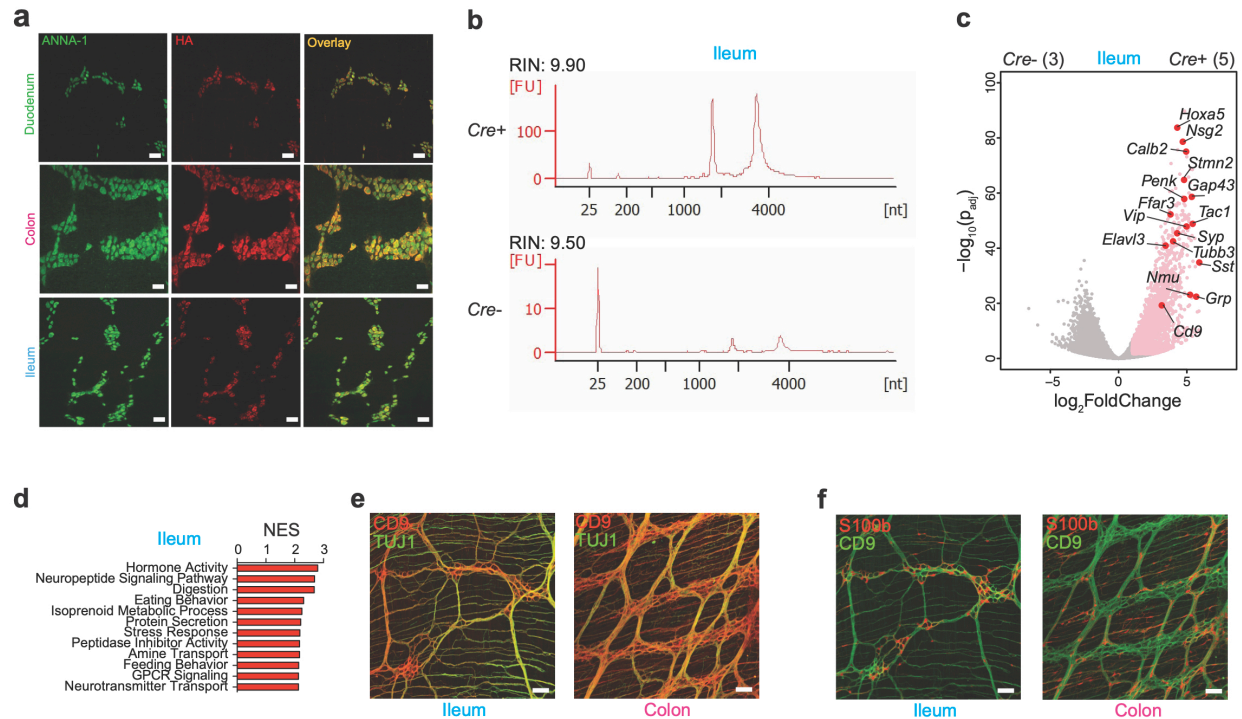 a
ANNA-1
HA
Overlay
Duodenum
Colon
Ileum
b
Ileum
RIN: 9.90
[FU]
Cre+
100
0
25
200
1000
4000
[nt]
RIN: 9.50
[FU]
Cre-
10
0
25
200
1000
4000
[nt]
c
Cre- (3)
Ileum
Cre+ (5)
100
80
60
40
20
0
−log10(padj)
Hoxa5
Nsg2
Calb2
Stmn2
Penk
Gap43
Ffar3
Vip
Tac1
Elavl3
Syp
Tubb3
Sst
Nmu
Grp
Cd9
−5
0
5
log2FoldChange
d
Ileum
NES
0 1 2 3
Hormone Activity
Neuropeptide Signaling Pathway
Digestion
Eating Behavior
Isoprenoid Metabolic Process
Protein Secretion
Stress Response
Peptidase Inhibitor Activity
Amine Transport
Feeding Behavior
GPCR Signaling
Neurotransmitter Transport
e
CD9
TUJ1
CD9
TUJ1
Ileum
Colon
f
S100b
CD9
S100b
CD9
Ileum
Colon